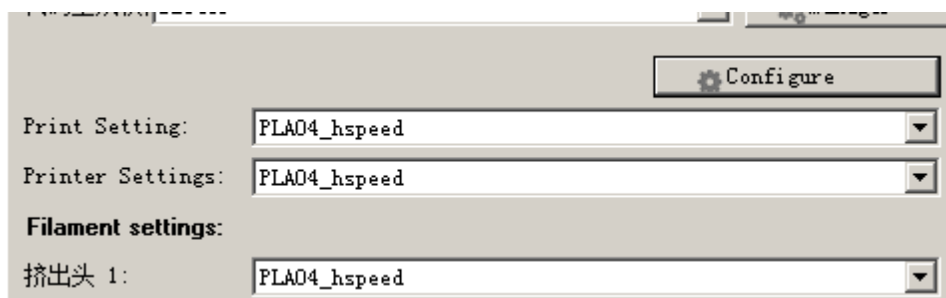 Configure
Print Setting: PLA04_hspeed
Printer Settings: PLA04_hspeed
Filament settings:
挤出头 1: PLA04_hspeed